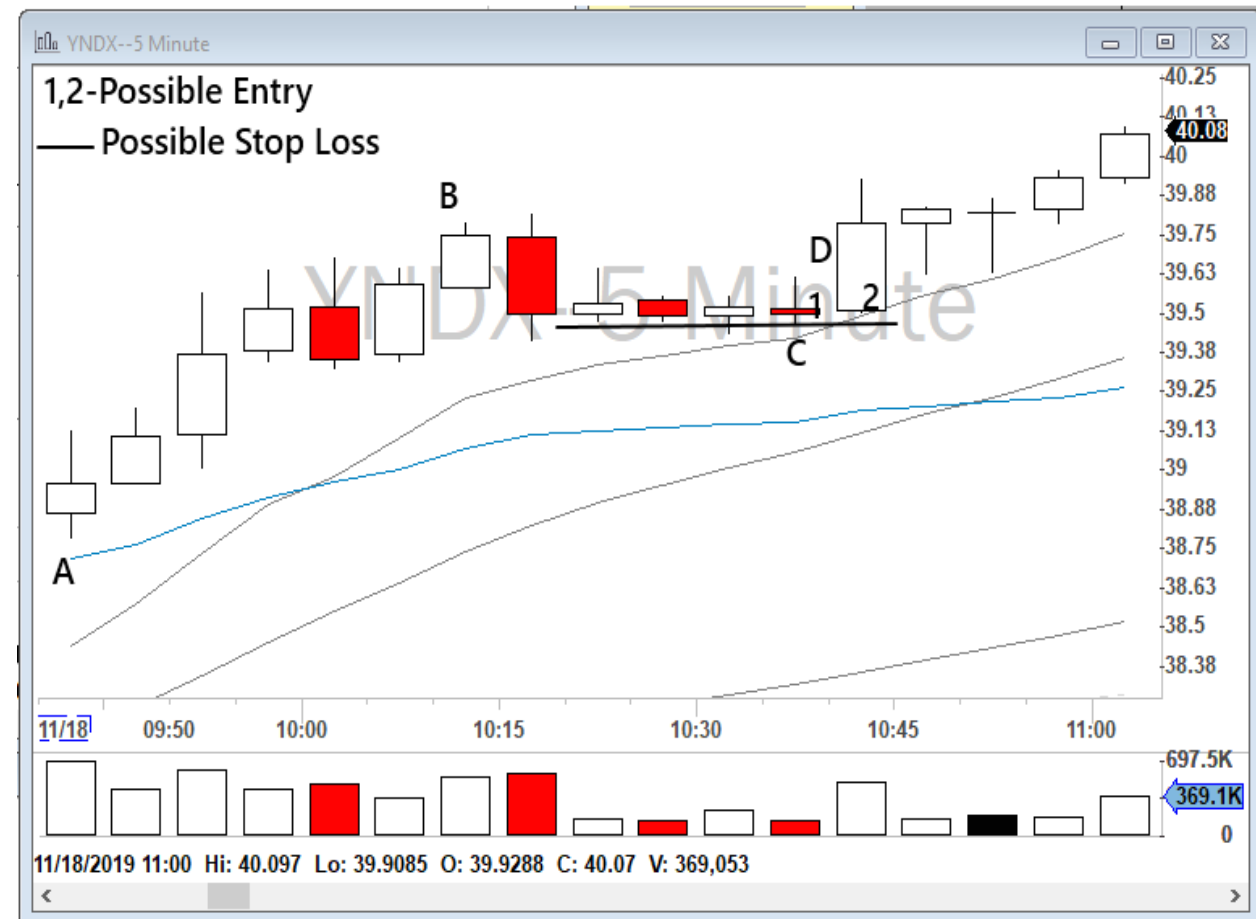 YNDX--5 Minute
1,2-Possible Entry
Possible Stop Loss
YNDX--5 Minute
A
B
C
D
1
2
40.25
40.13
40.08
40
39.88
39.75
39.63
39.5
39.38
39.25
39.13
39
38.88
38.75
38.63
38.5
38.38
11/18 09:50 10:00 10:15 10:30 10:45 11:00
697.5K
369.1K
0
11/18/2019 11:00 Hi: 40.097 Lo: 39.9085 O: 39.9288 C: 40.07 V: 369,053